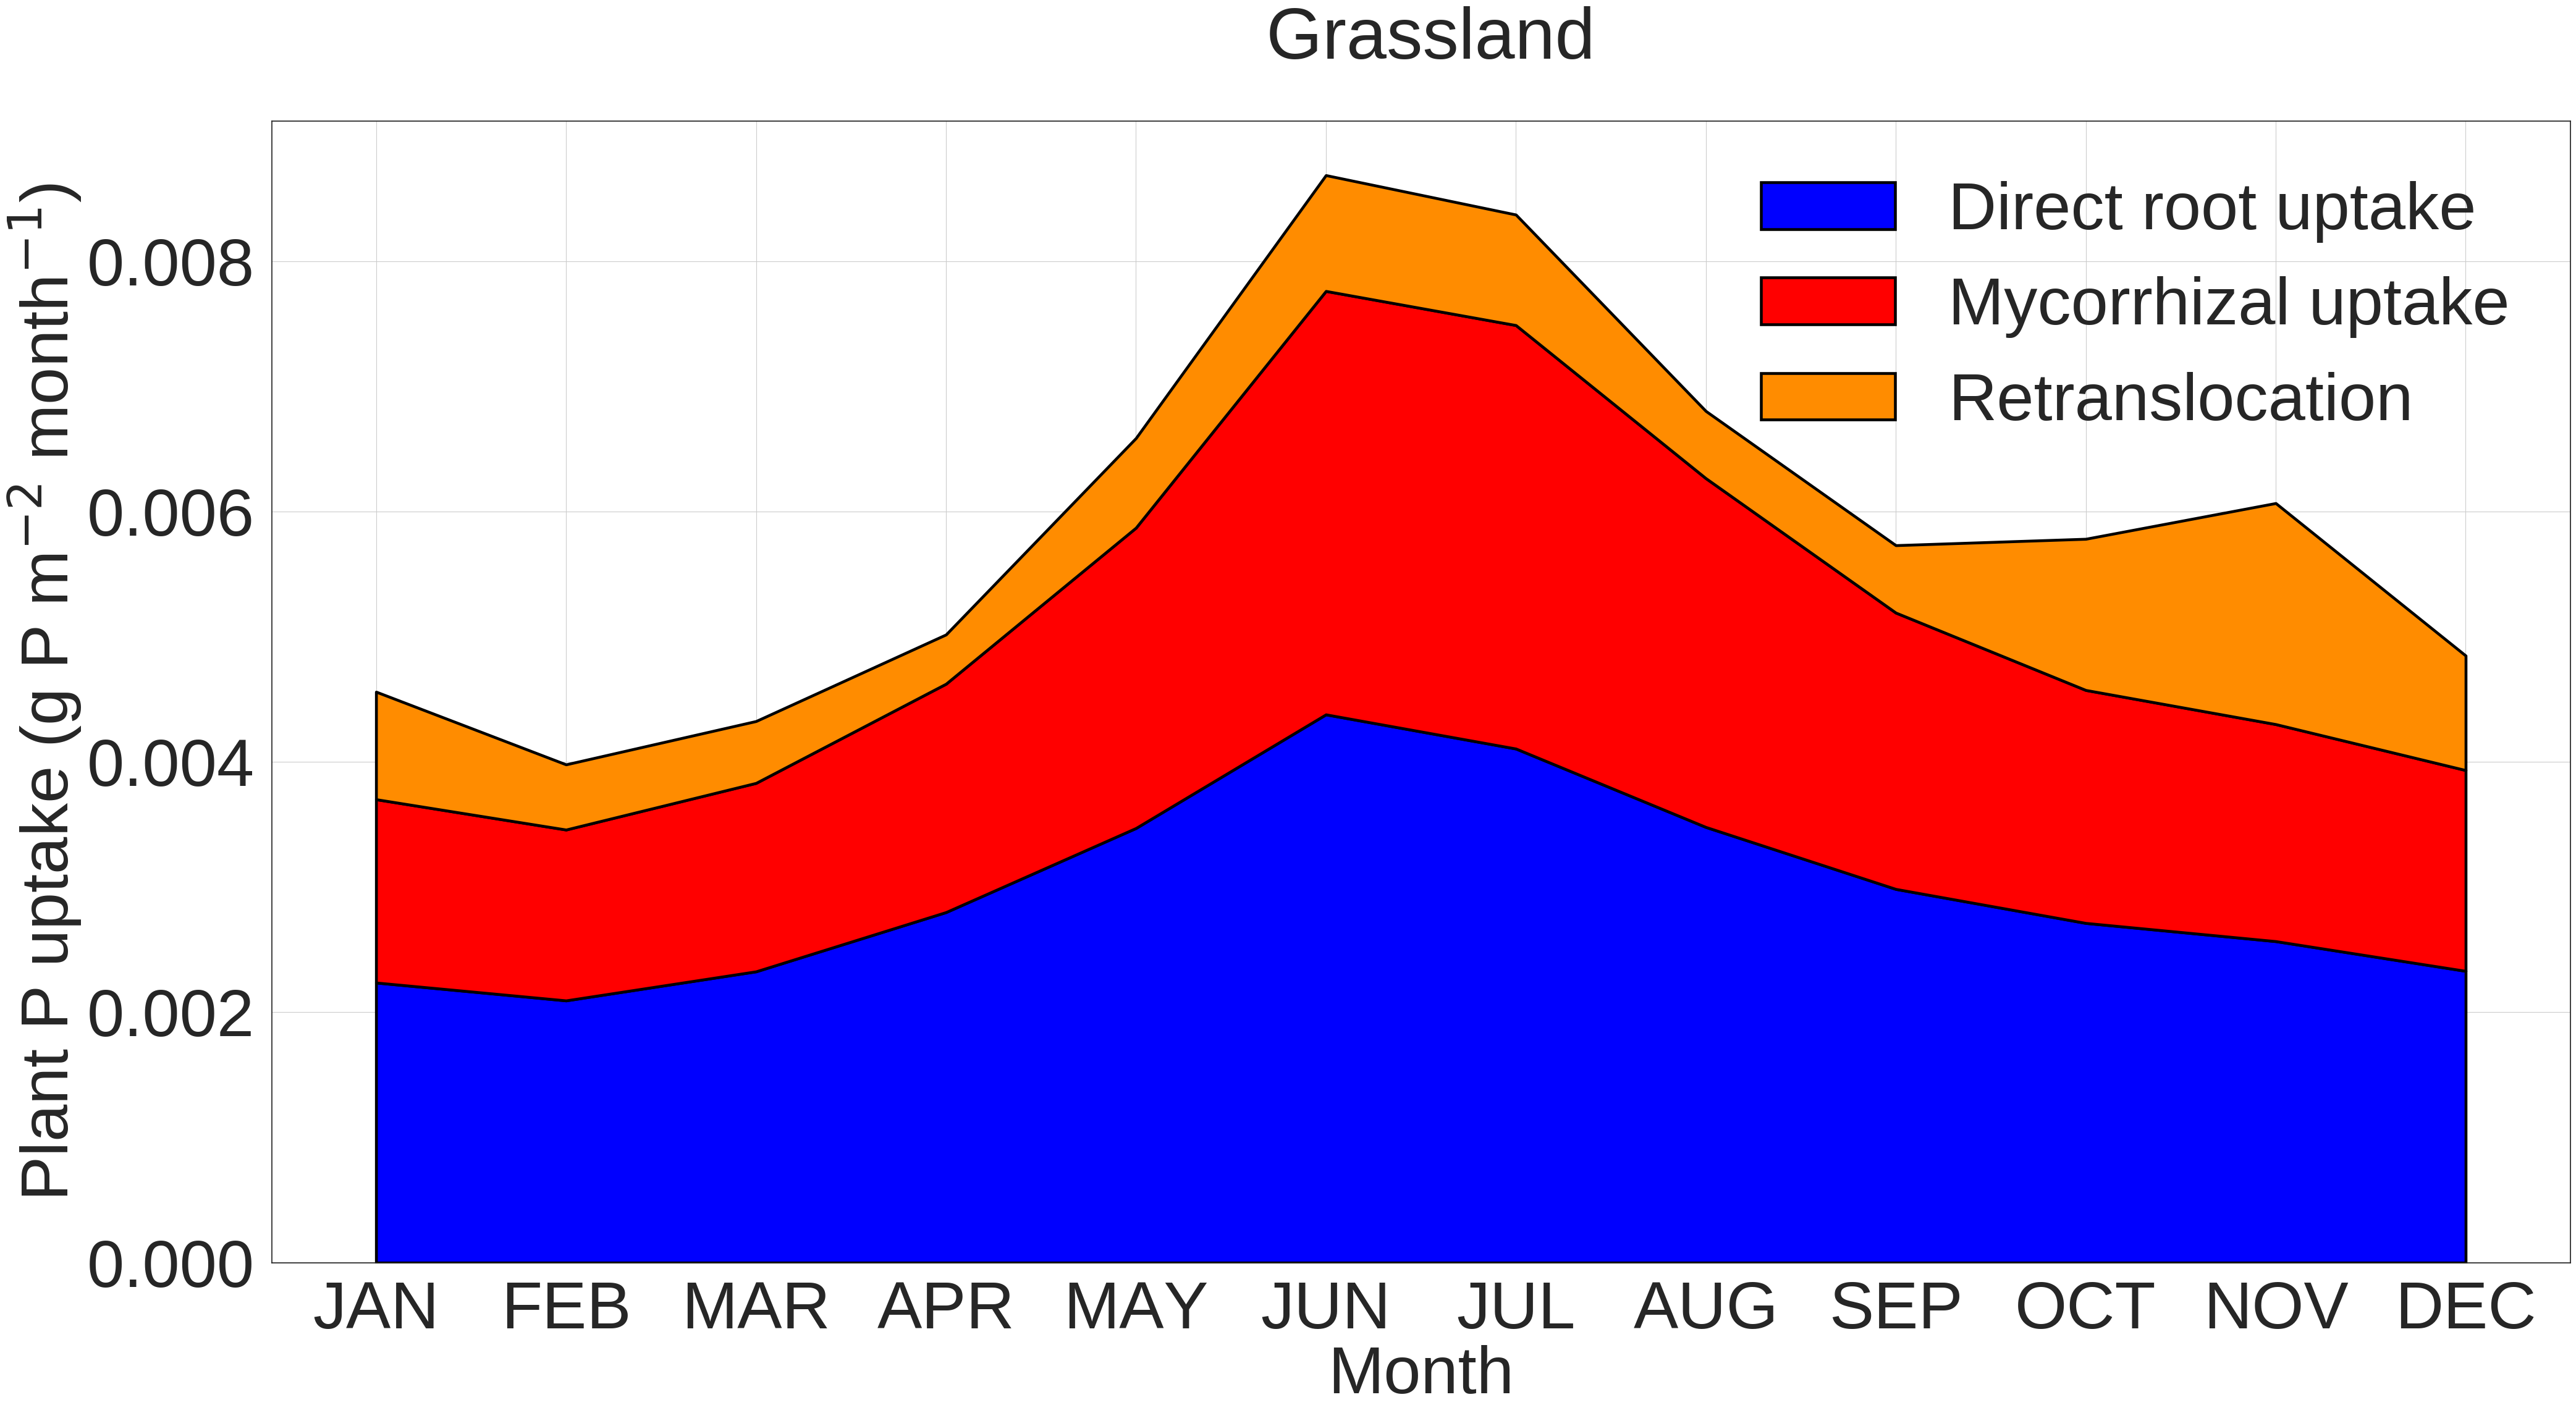 Grassland
Plant P uptake (g P m⁻² month⁻¹)
0.008
0.006
0.004
0.002
0.000
Direct root uptake
Mycorrhizal uptake
Retranslocation
JAN FEB MAR APR MAY JUN JUL AUG SEP OCT NOV DEC
Month